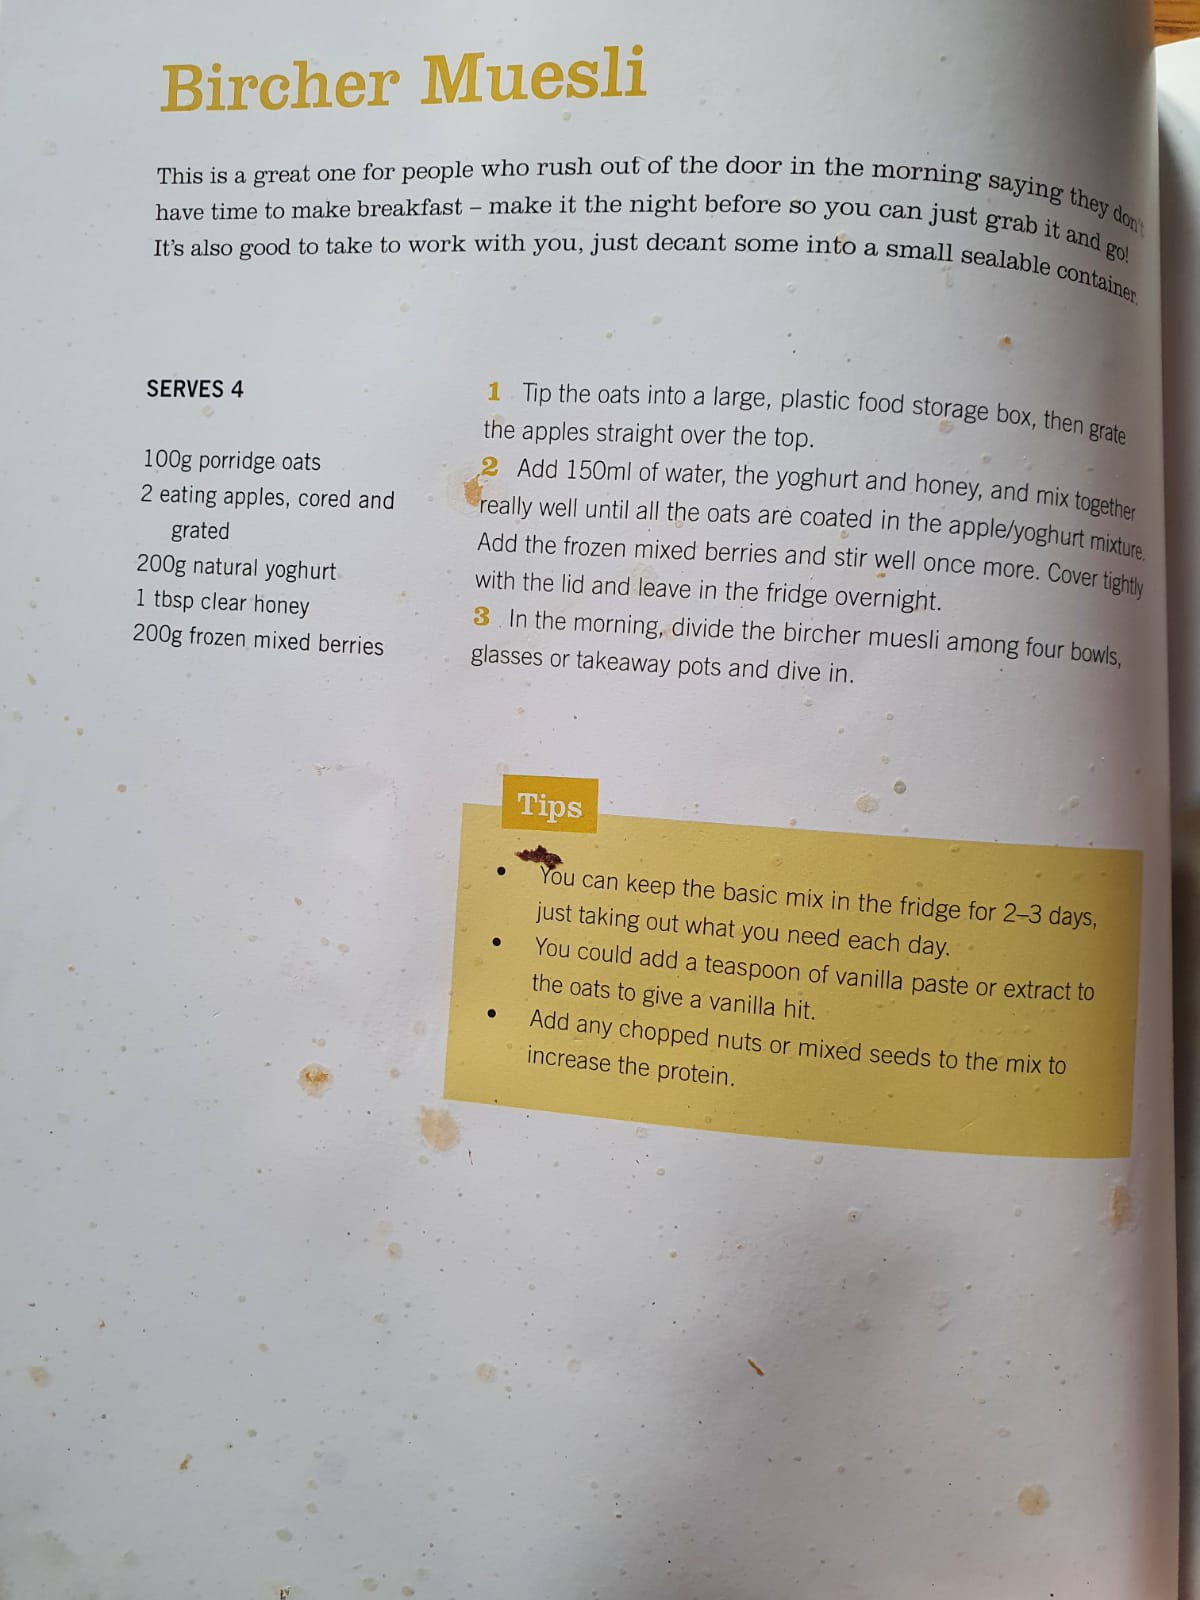 Bircher Muesli
This is a great one for people who rush out of the door in the morning saying they don't
have time to make breakfast – make it the night before so you can just grab it and go!
It's also good to take to work with you, just decant some into a small sealable container.
SERVES 4
100g porridge oats
2 eating apples, cored and
grated
200g natural yoghurt
1 tbsp clear honey
200g frozen mixed berries
1 Tip the oats into a large, plastic food storage box, then grate
the apples straight over the top.
2 Add 150ml of water, the yoghurt and honey, and mix together
really well until all the oats are coated in the apple/yoghurt mixture.
Add the frozen mixed berries and stir well once more. Cover tightly
with the lid and leave in the fridge overnight.
3 In the morning, divide the bircher muesli among four bowls,
glasses or takeaway pots and dive in.
Tips
• You can keep the basic mix in the fridge for 2–3 days,
just taking out what you need each day.
• You could add a teaspoon of vanilla paste or extract to
the oats to give a vanilla hit.
• Add any chopped nuts or mixed seeds to the mix to
increase the protein.